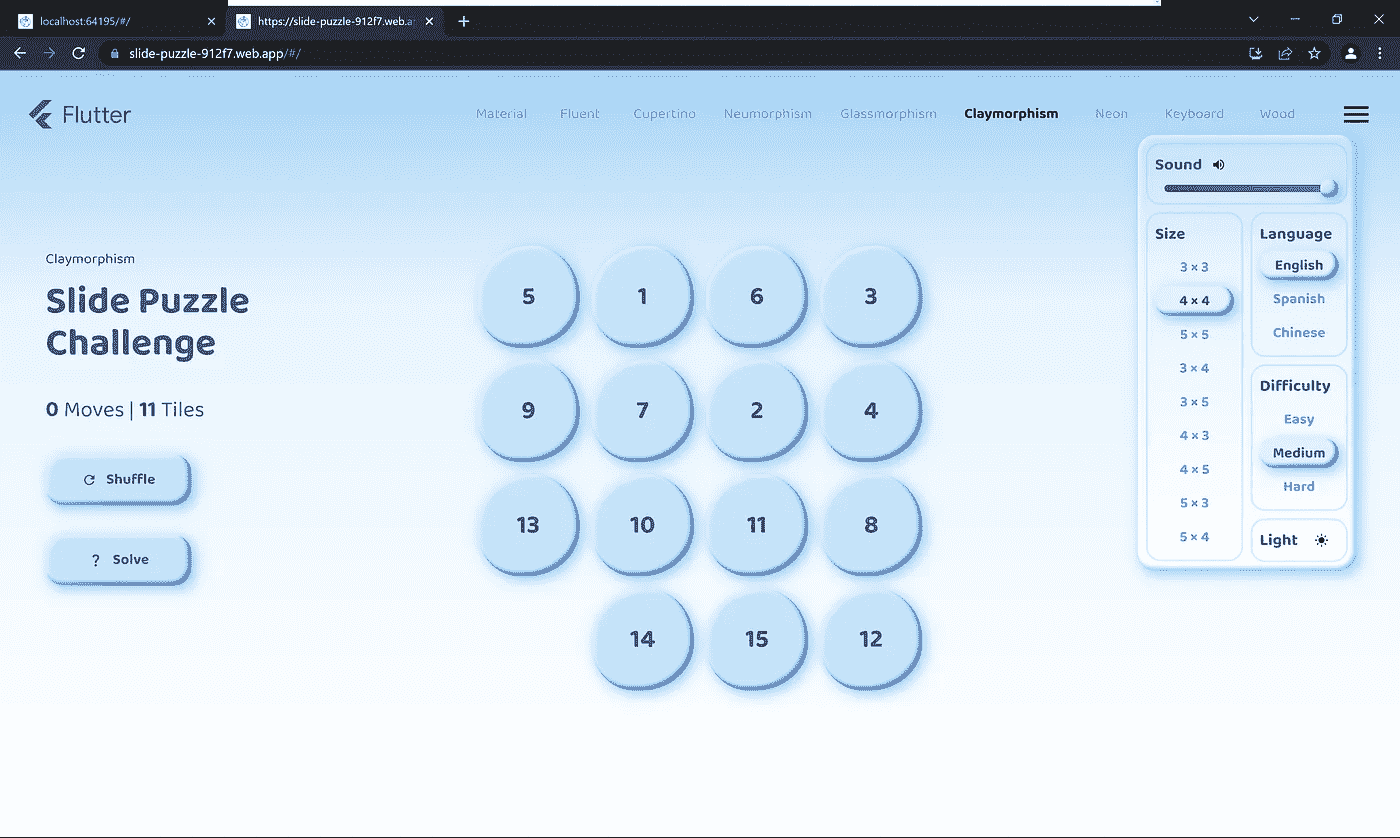 localhost:64195/#/
https://slide-puzzle-912f7.web.a
slide-puzzle-912f7.web.app/#/
Flutter
Material Fluent Cupertino Neumorphism Glassmorphism Claymorphism Neon Keyboard Wood
Sound
Size
3 × 3
4 × 4
5 × 5
3 × 4
3 × 5
4 × 3
4 × 5
5 × 3
5 × 4
Language
English
Spanish
Chinese
Difficulty
Easy
Medium
Hard
Light
Claymorphism
Slide Puzzle
Challenge
0 Moves | 11 Tiles
Shuffle
? Solve
5 1 6 3
9 7 2 4
13 10 11 8
14 15 12